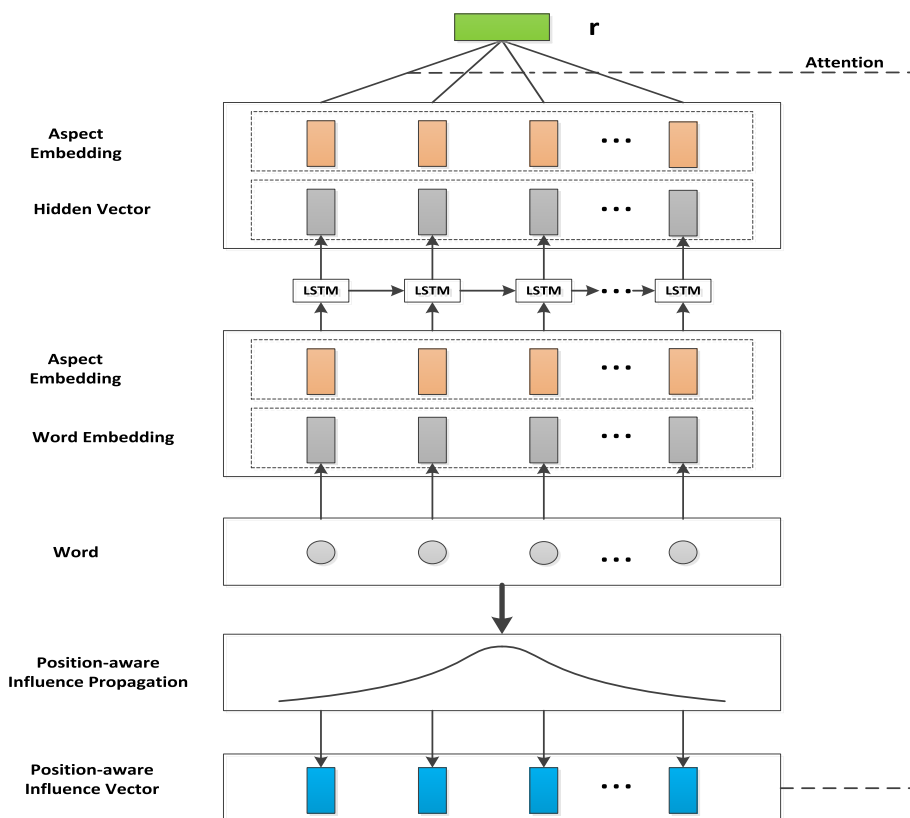 r
Attention
Aspect
Embedding
Hidden Vector
LSTM LSTM LSTM LSTM
Aspect
Embedding
Word Embedding
Word
Position-aware
Influence Propagation
Position-aware
Influence Vector